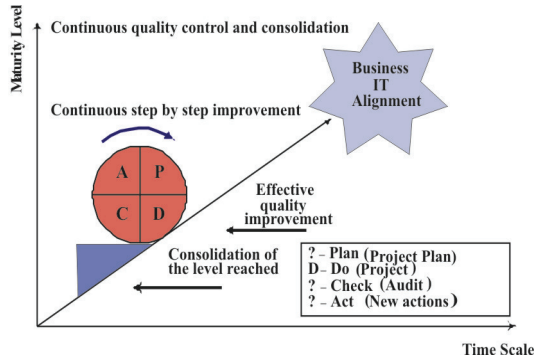 Maturity Level
Continuous quality control and consolidation
Business
IT
Alignment
Continuous step by step improvement
A P
C D
Effective
quality
improvement
Consolidation of
the level reached
? – Plan (Project Plan)
D – Do (Project)
? – Check (Audit)
? – Act (New actions)
Time Scale